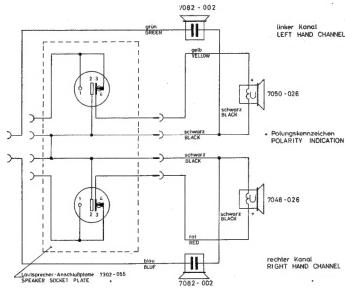 7082 - 002
grün
GREEN
linker Kanal
LEFT HAND CHANNEL
gelb
YELLOW
2 3
1
7050 - 026
schwarz
BLACK
schwarz
BLACK
+ Polungskennzeichen
POLARITY INDICATION
schwarz
BLACK
1
2 3
7048 - 026
schwarz
BLACK
rot
RED
blau
BLUE
rechter Kanal
RIGHT HAND CHANNEL
Lautsprecher-Anschlußplatte 7302 - 055
SPEAKER SOCKET PLATE
7082 - 002